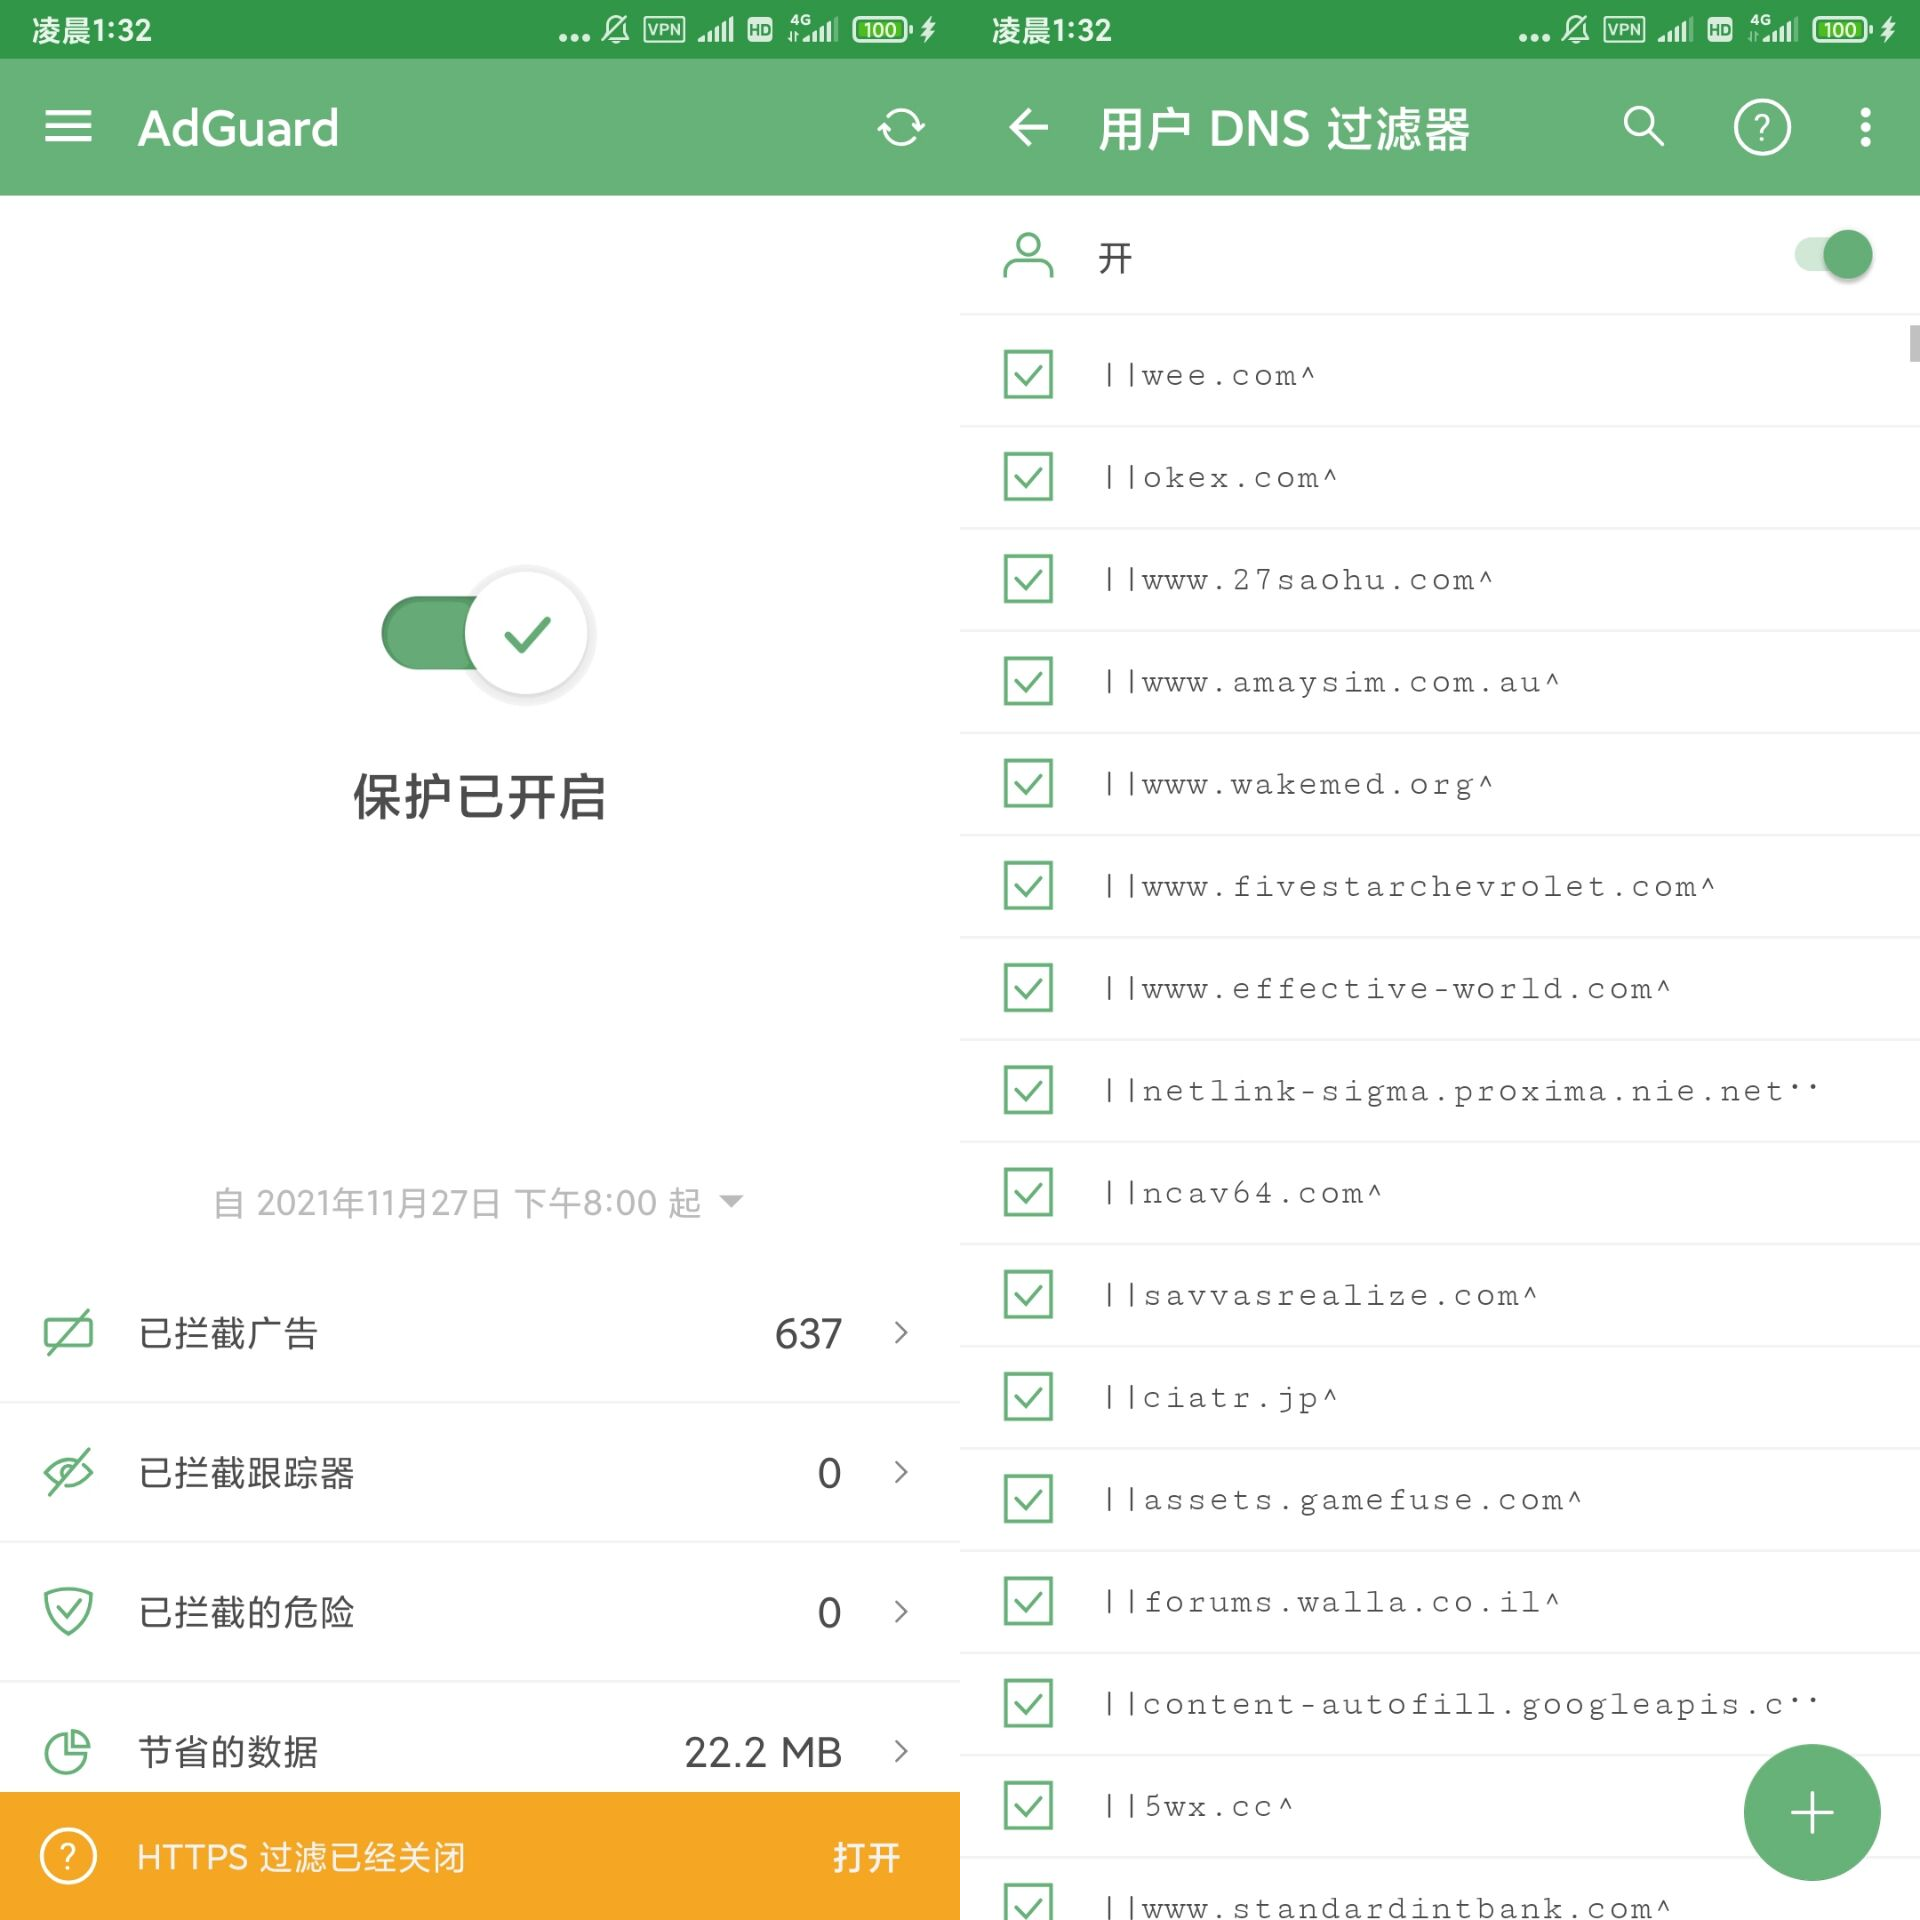 凌晨1:32
VPN
HD
4G
100
AdGuard
保护已开启
自 2021年11月27日 下午8:00 起
已拦截广告 637
已拦截跟踪器 0
已拦截的危险 0
节省的数据 22.2 MB
HTTPS 过滤已经关闭 打开
凌晨1:32
VPN
HD
4G
100
用户 DNS 过滤器
开
||wee.com^
||okex.com^
||www.27saohu.com^
||www.amaysim.com.au^
||www.wakemed.org^
||www.fivestarchevrolet.com^
||www.effective-world.com^
||netlink-sigma.proxima.nie.net··
||ncav64.com^
||savvasrealize.com^
||ciatr.jp^
||assets.gamefuse.com^
||forums.walla.co.il^
||content-autofill.googleapis.c··
||5wx.cc^
||www.standardintbank.com^